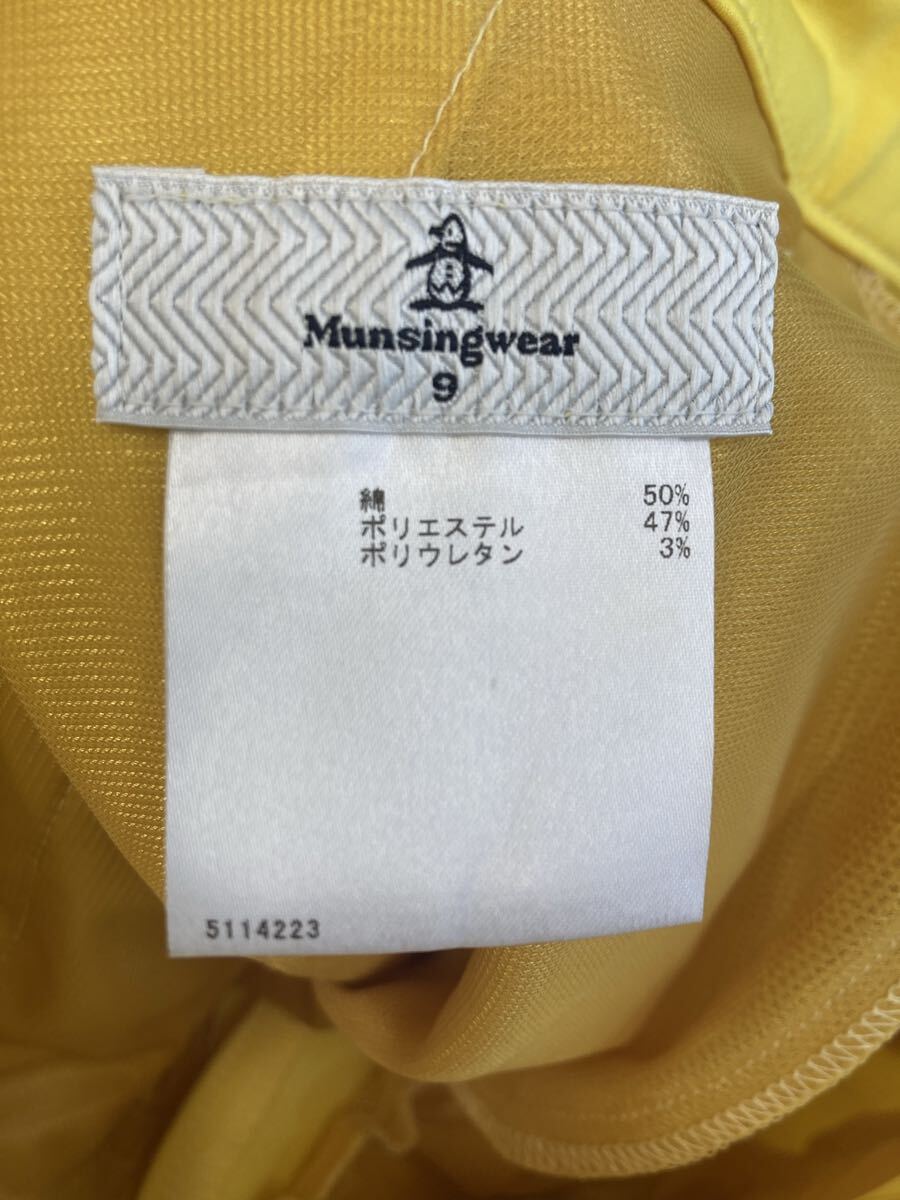 Munsingwear
9
綿 50%
ポリエステル 47%
ポリウレタン 3%
5114223